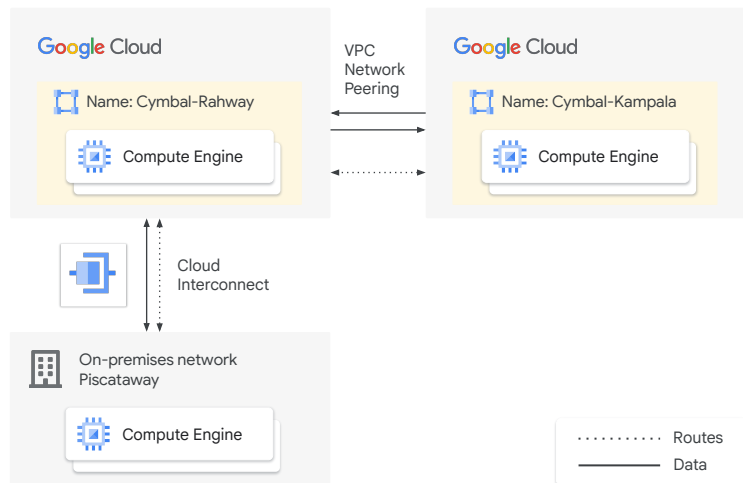 Google Cloud
Name: Cymbal-Rahway
Compute Engine
VPC
Network
Peering
Google Cloud
Name: Cymbal-Kampala
Compute Engine
Cloud
Interconnect
On-premises network
Piscataway
Compute Engine
Routes
Data